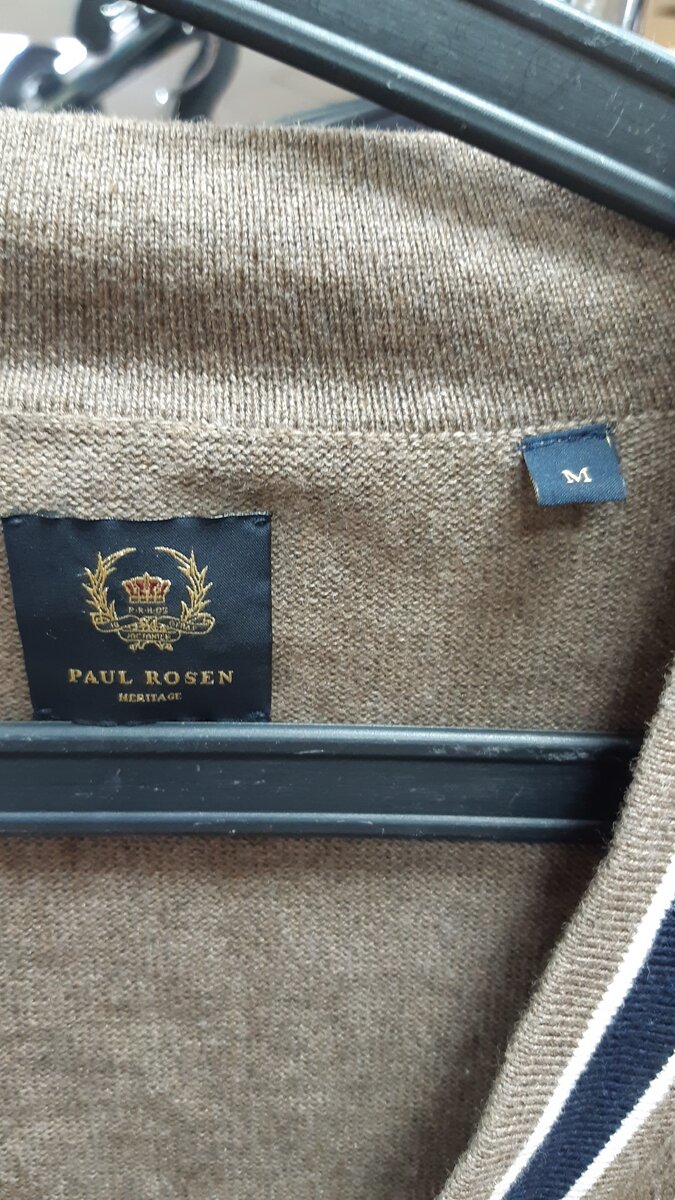 M
P·R·H·D'S
PAUL ROSEN
HERITAGE